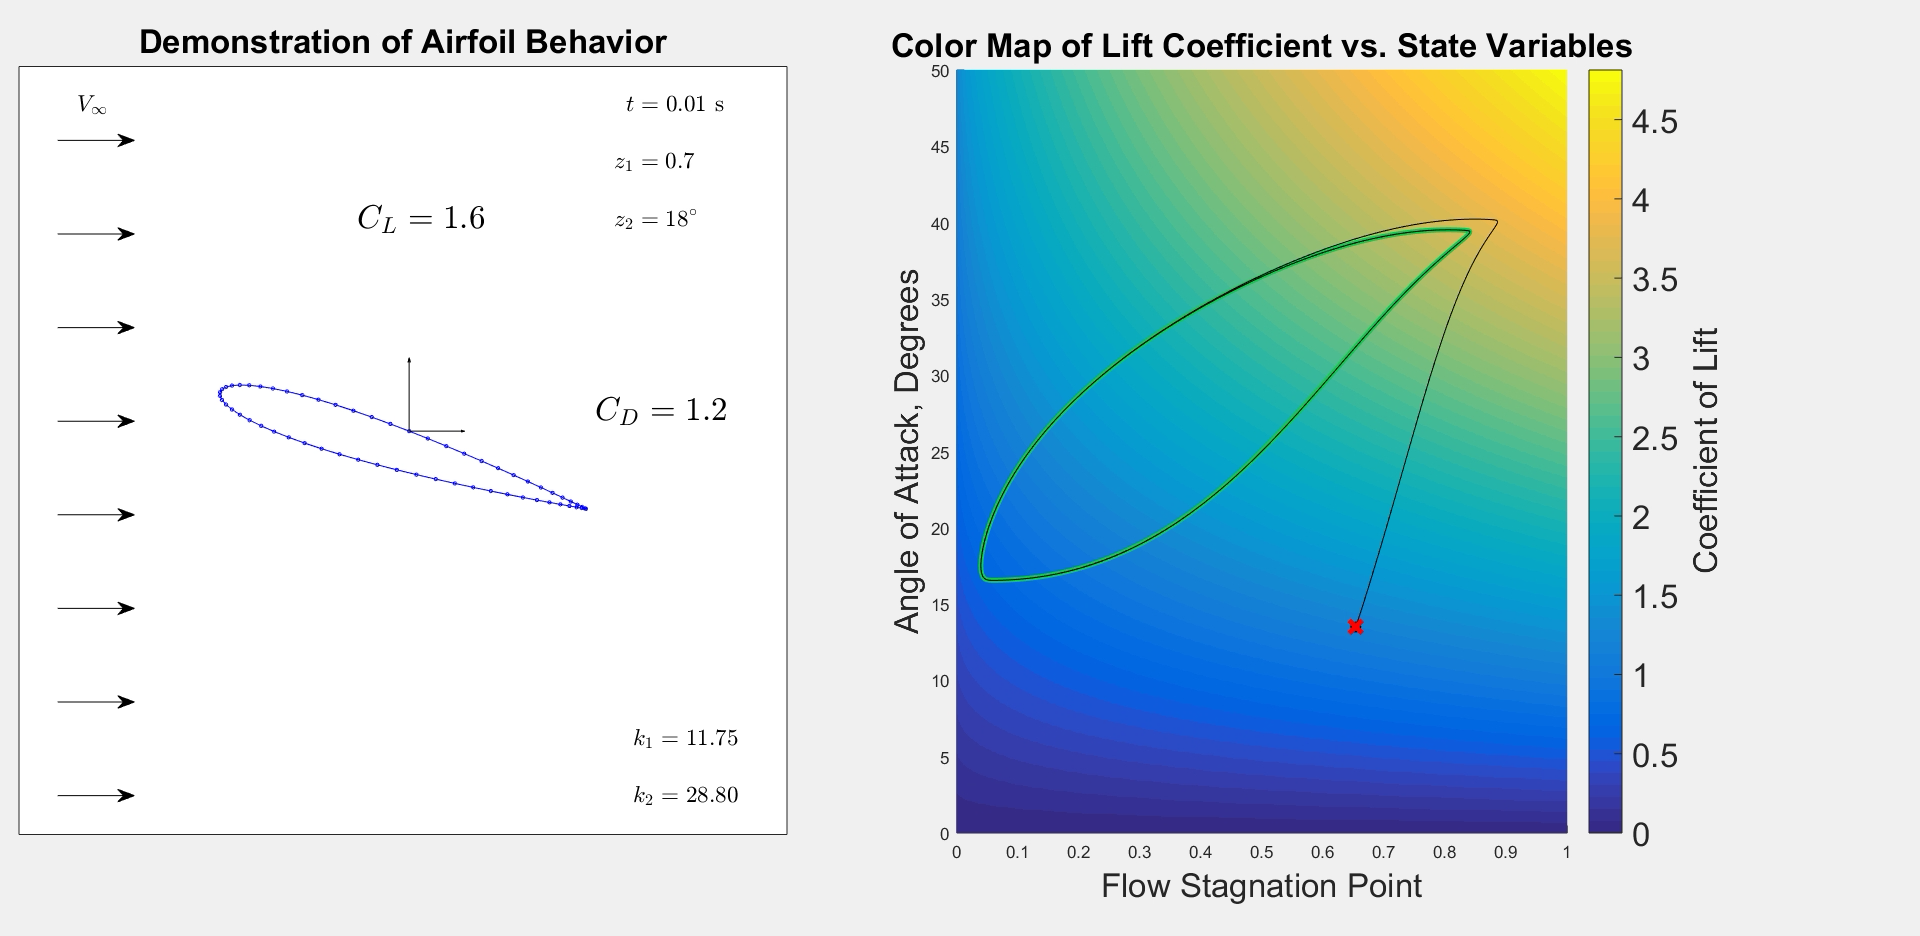 Demonstration of Airfoil Behavior
V∞
t = 0.01 s
z₁ = 0.7
z₂ = 18°
C_L = 1.6
C_D = 1.2
k₁ = 11.75
k₂ = 28.80
Color Map of Lift Coefficient vs. State Variables
50
45
40
35
30
25
20
15
10
5
0
Angle of Attack, Degrees
0 0.1 0.2 0.3 0.4 0.5 0.6 0.7 0.8 0.9 1
Flow Stagnation Point
4.5
4
3.5
3
2.5
2
1.5
1
0.5
0
Coefficient of Lift